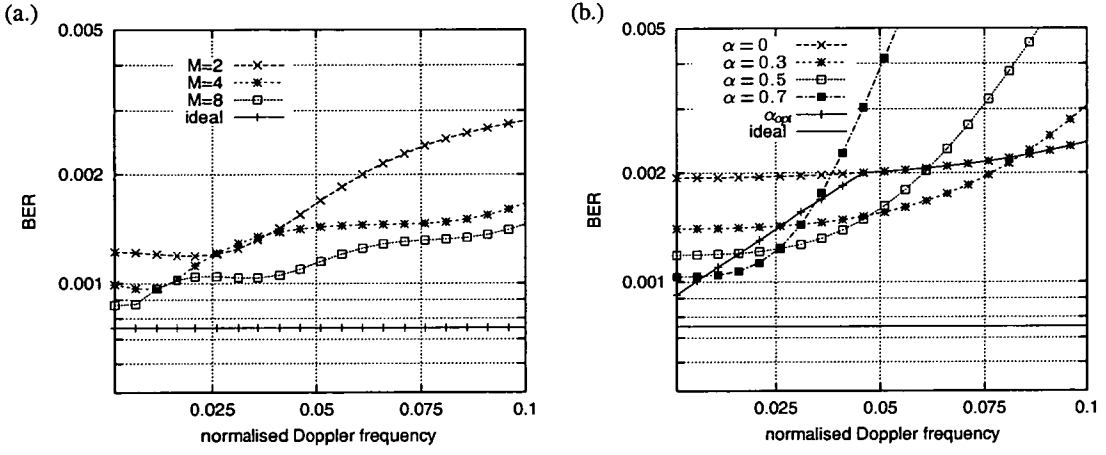 (a.)
0.005
0.002
0.001
BER
M=2
M=4
M=8
ideal
0.025
0.05
0.075
0.1
normalised Doppler frequency
(b.)
0.005
0.002
0.001
BER
α = 0
α = 0.3
α = 0.5
α = 0.7
αopt
ideal
0.025
0.05
0.075
0.1
normalised Doppler frequency